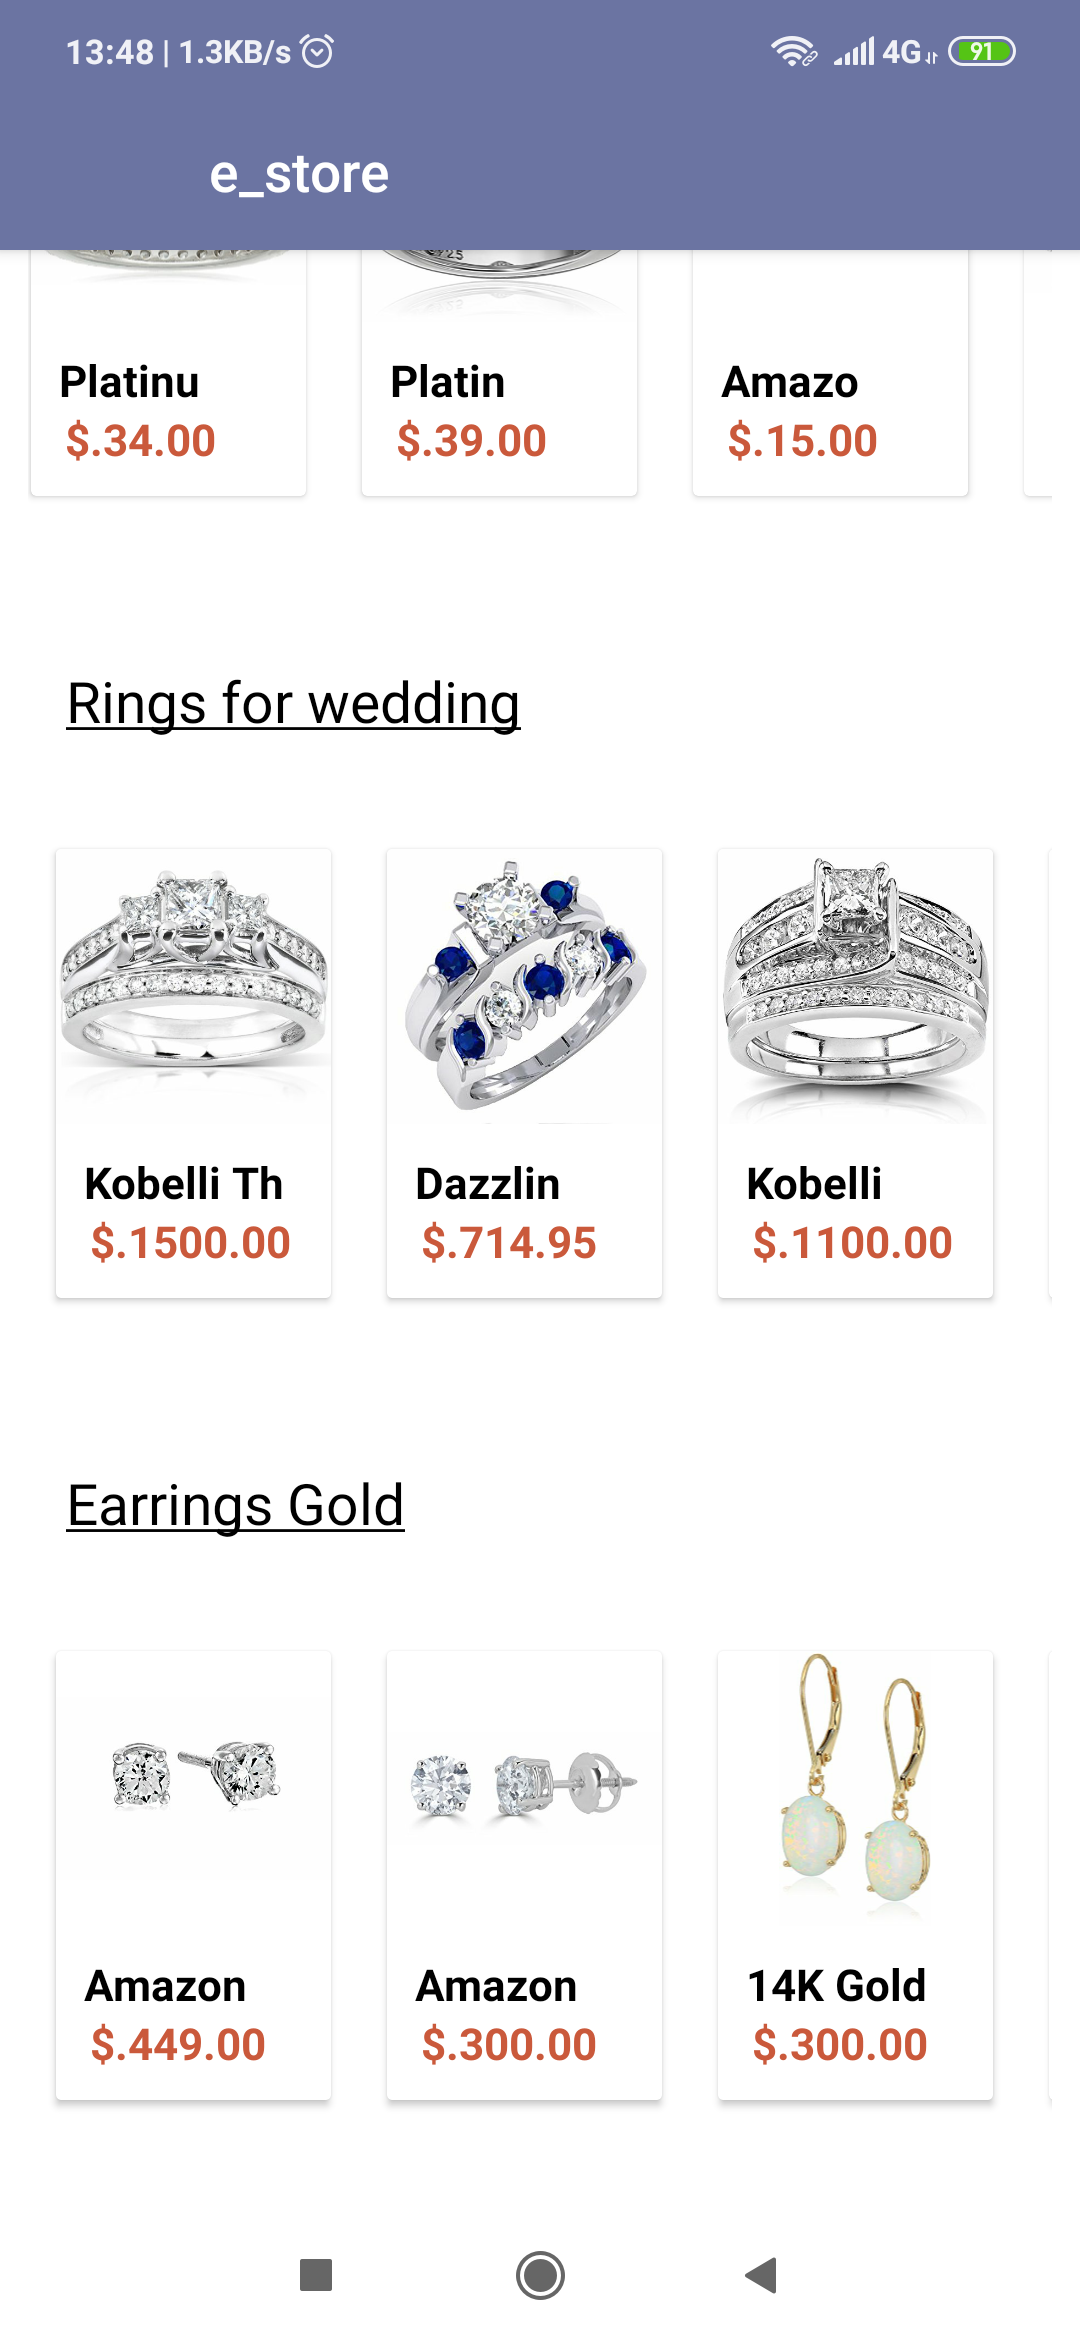 13:48 | 1.3KB/s 4G 91
e_store
Platinu Platin Amazo
$.34.00 $.39.00 $.15.00
Rings for wedding
Kobelli Th Dazzlin Kobelli
$.1500.00 $.714.95 $.1100.00
Earrings Gold
Amazon Amazon 14K Gold
$.449.00 $.300.00 $.300.00